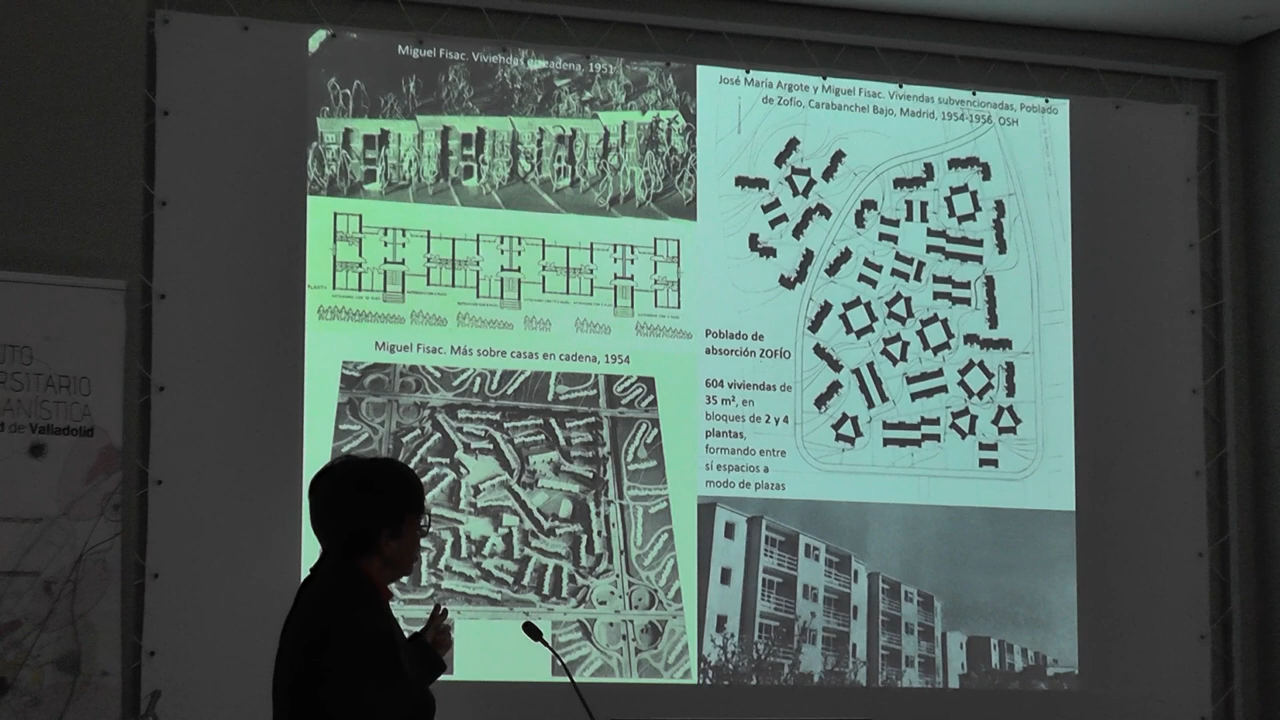 Miguel Fisac. Viviendas en cadena, 1951
José María Argote y Miguel Fisac. Viviendas subvencionadas, Poblado
de Zofío, Carabanchel Bajo, Madrid, 1954-1956, OSH
PLANTA
Miguel Fisac. Más sobre casas en cadena, 1954
Poblado de
absorción ZOFÍO
604 viviendas de
35 m², en
bloques de 2 y 4
plantas,
formando entre
sí espacios a
modo de plazas
UTO
RSITARIO
ANÍSTICA
d de Valladolid